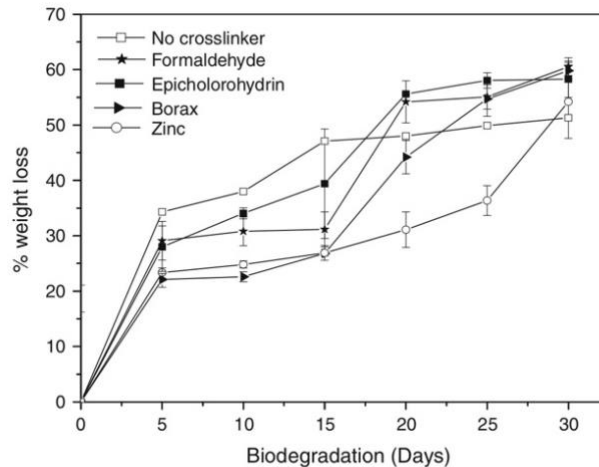 70
60
50
40
30
20
10
0
% weight loss
No crosslinker
Formaldehyde
Epicholorohydrin
Borax
Zinc
0 5 10 15 20 25 30
Biodegradation (Days)